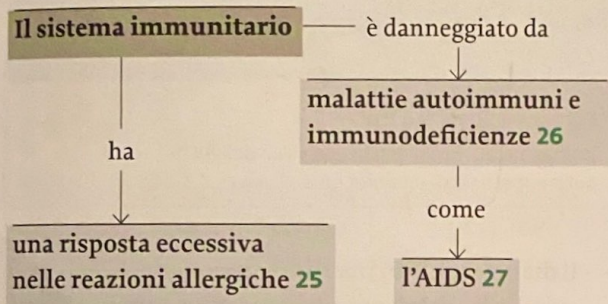 Il sistema immunitario
è danneggiato da
malattie autoimmuni e
immunodeficienze 26
ha
come
una risposta eccessiva
nelle reazioni allergiche 25
l'AIDS 27